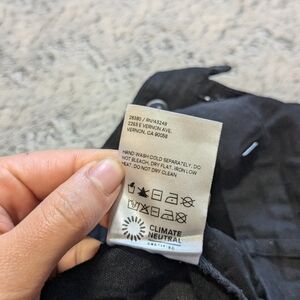 2263 E VERNON AVE.
VERNON, CA 90058
HAND WASH COLD SEPARATELY. DO
NOT BLEACH, DRY FLAT, IRON LOW
HEAT. DO NOT DRY CLEAN
CLIMATE
NEUTRAL